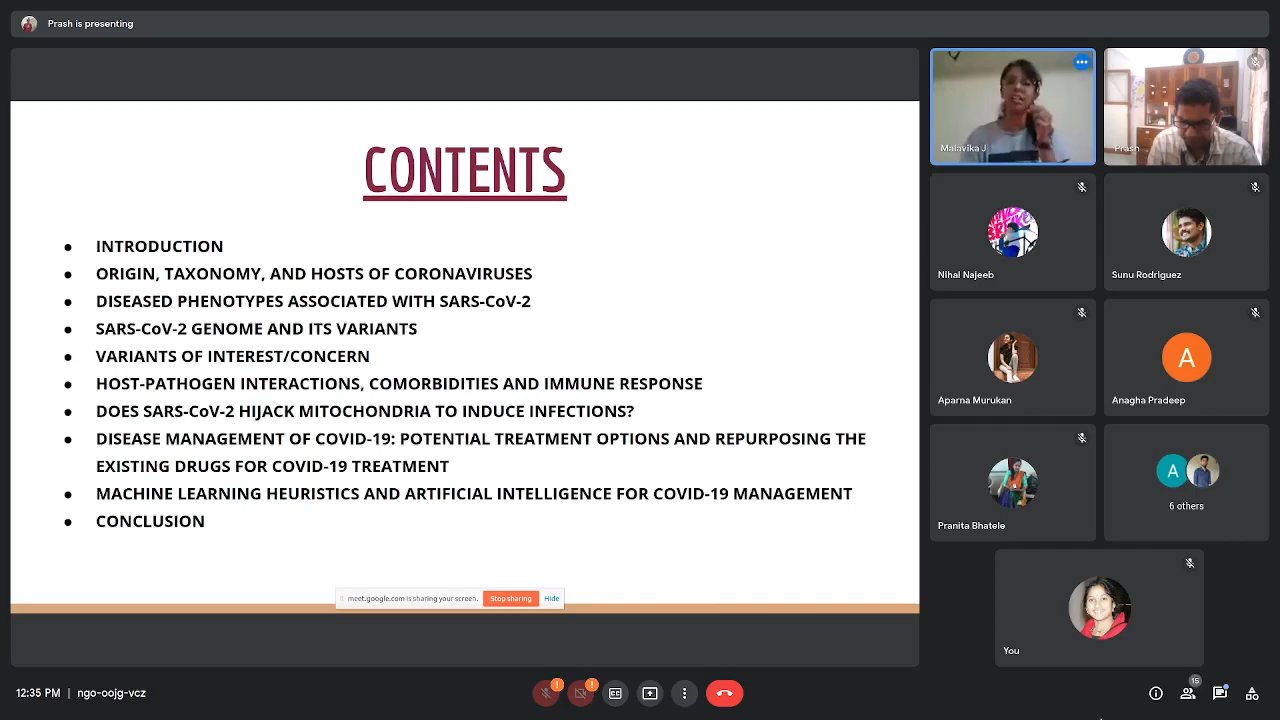 Prash is presenting
CONTENTS
● INTRODUCTION
● ORIGIN, TAXONOMY, AND HOSTS OF CORONAVIRUSES
● DISEASED PHENOTYPES ASSOCIATED WITH SARS-CoV-2
● SARS-CoV-2 GENOME AND ITS VARIANTS
● VARIANTS OF INTEREST/CONCERN
● HOST-PATHOGEN INTERACTIONS, COMORBIDITIES AND IMMUNE RESPONSE
● DOES SARS-CoV-2 HIJACK MITOCHONDRIA TO INDUCE INFECTIONS?
● DISEASE MANAGEMENT OF COVID-19: POTENTIAL TREATMENT OPTIONS AND REPURPOSING THE
EXISTING DRUGS FOR COVID-19 TREATMENT
● MACHINE LEARNING HEURISTICS AND ARTIFICIAL INTELLIGENCE FOR COVID-19 MANAGEMENT
● CONCLUSION
meet.google.com is sharing your screen. Stop sharing Hide
Malavika J
Prash
Nihal Najeeb
Sunu Rodriguez
Aparna Murukan
A
Anagha Pradeep
Pranita Bhatele
A
6 others
You
12:35 PM | ngo-oojg-vcz
! !
15